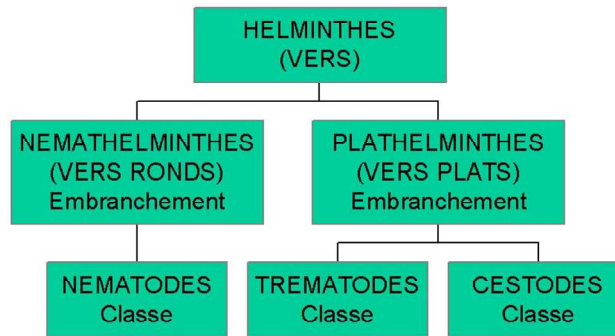 HELMINTHES
(VERS)
NEMATHELMINTHES
(VERS RONDS)
Embranchement
PLATHELMINTHES
(VERS PLATS)
Embranchement
NEMATODES
Classe
TREMATODES
Classe
CESTODES
Classe